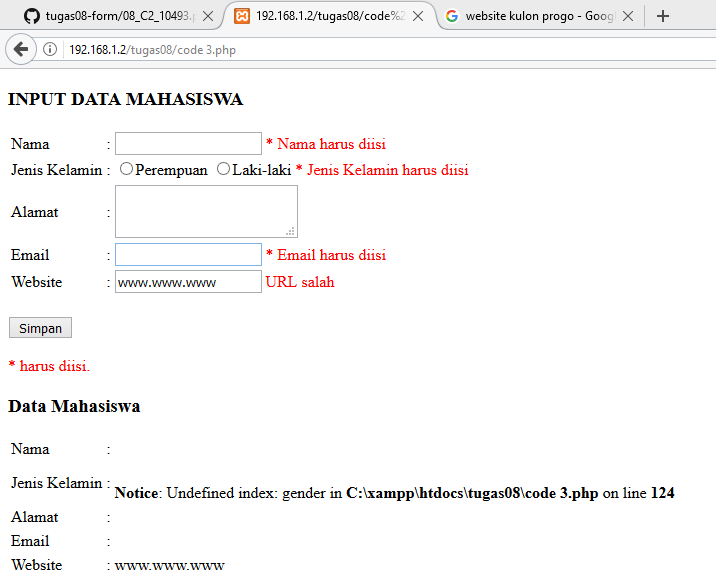 tugas08-form/08_C2_10493.p
192.168.1.2/tugas08/code%2
website kulon progo - Goog
192.168.1.2/tugas08/code 3.php
INPUT DATA MAHASISWA
Nama : * Nama harus diisi
Jenis Kelamin : Perempuan Laki-laki * Jenis Kelamin harus diisi
Alamat :
Email : * Email harus diisi
Website : www.www.www URL salah
Simpan
* harus diisi.
Data Mahasiswa
Nama :
Jenis Kelamin :
Notice: Undefined index: gender in C:\xampp\htdocs\tugas08\code 3.php on line 124
Alamat :
Email :
Website : www.www.www